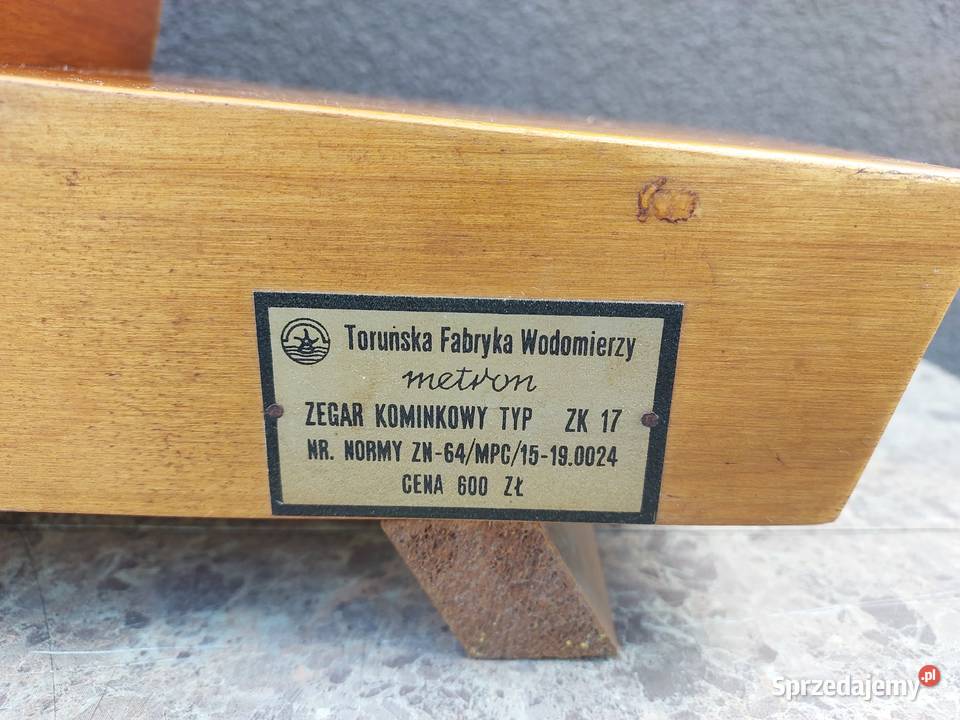 Toruńska Fabryka Wodomierzy
metron
ZEGAR KOMINKOWY TYP ZK 17
NR. NORMY ZN-64/MPC/15-19.0024
CENA 600 ZŁ
Sprzedajemy.pl